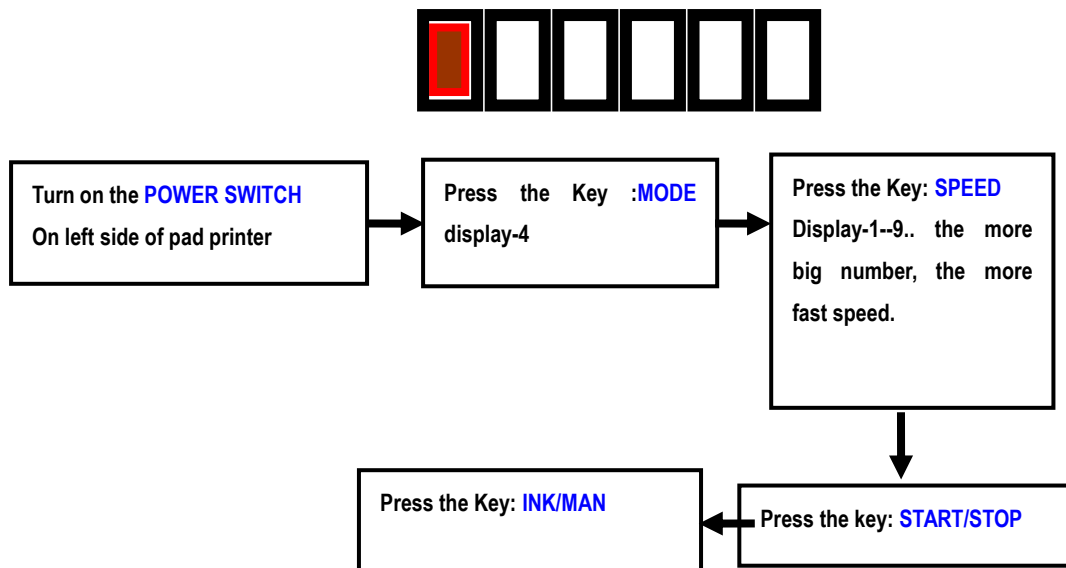 Turn on the POWER SWITCH
On left side of pad printer
Press the Key :MODE
display-4
Press the Key: SPEED
Display-1--9.. the more
big number, the more
fast speed.
Press the key: START/STOP
Press the Key: INK/MAN